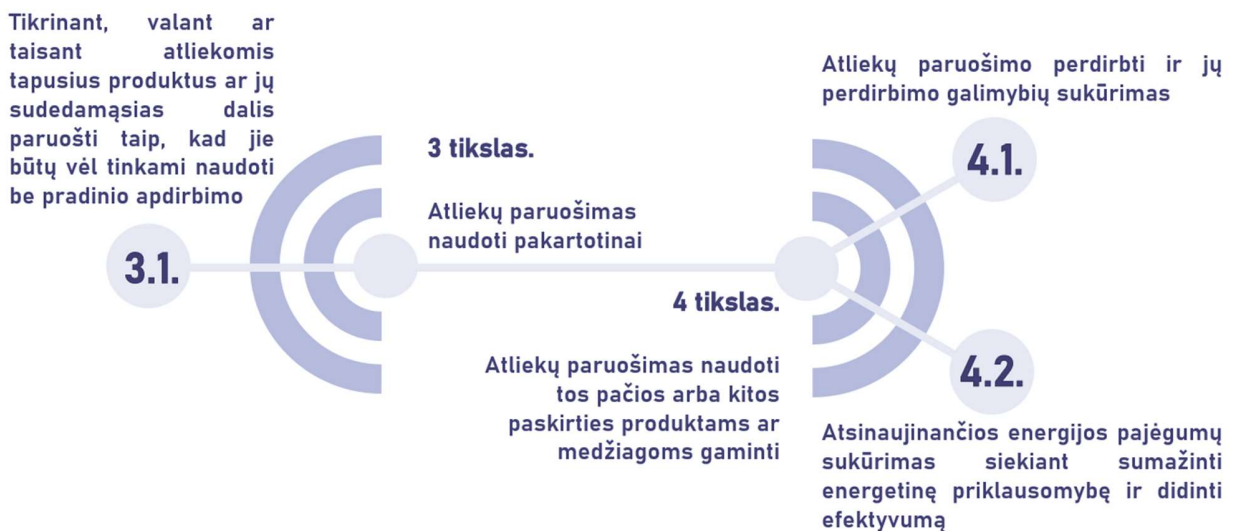 Tikrinant, valant ar
taisant atliekomis
tapusius produktus ar jų
sudedamąsias dalis
paruošti taip, kad jie
būtų vėl tinkami naudoti
be pradinio apdirbimo
3.1.
3 tikslas.
Atliekų paruošimas
naudoti pakartotinai
4 tikslas.
Atliekų paruošimas naudoti
tos pačios arba kitos
paskirties produktams ar
medžiagoms gaminti
Atliekų paruošimo perdirbti ir jų
perdirbimo galimybių sukūrimas
4.1.
4.2.
Atsinaujinančios energijos pajėgumų
sukūrimas siekiant sumažinti
energetinę priklausomybę ir didinti
efektyvumą